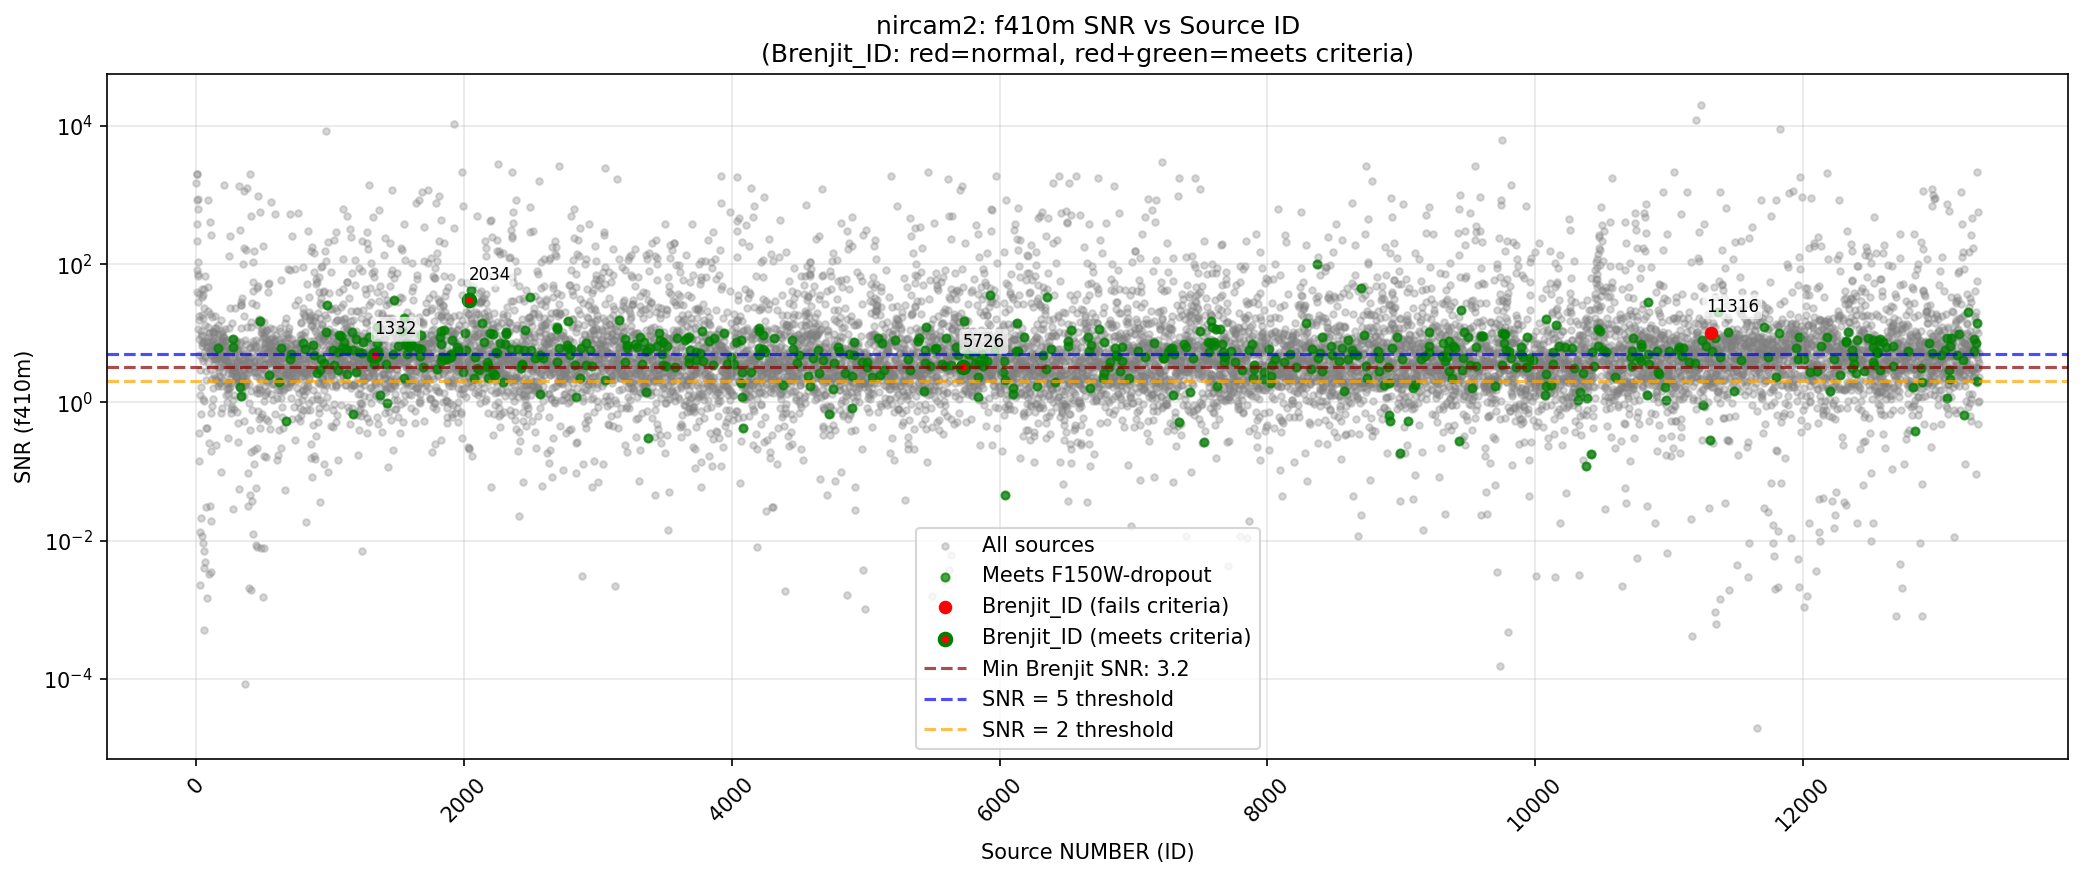 nircam2: f410m SNR vs Source ID
(Brenjit_ID: red=normal, red+green=meets criteria)
SNR (f410m)
10^4
10^2
10^0
10^-2
10^-4
2034
1332
5726
11316
All sources
Meets F150W-dropout
Brenjit_ID (fails criteria)
Brenjit_ID (meets criteria)
Min Brenjit SNR: 3.2
SNR = 5 threshold
SNR = 2 threshold
0 2000 4000 6000 8000 10000 12000
Source NUMBER (ID)